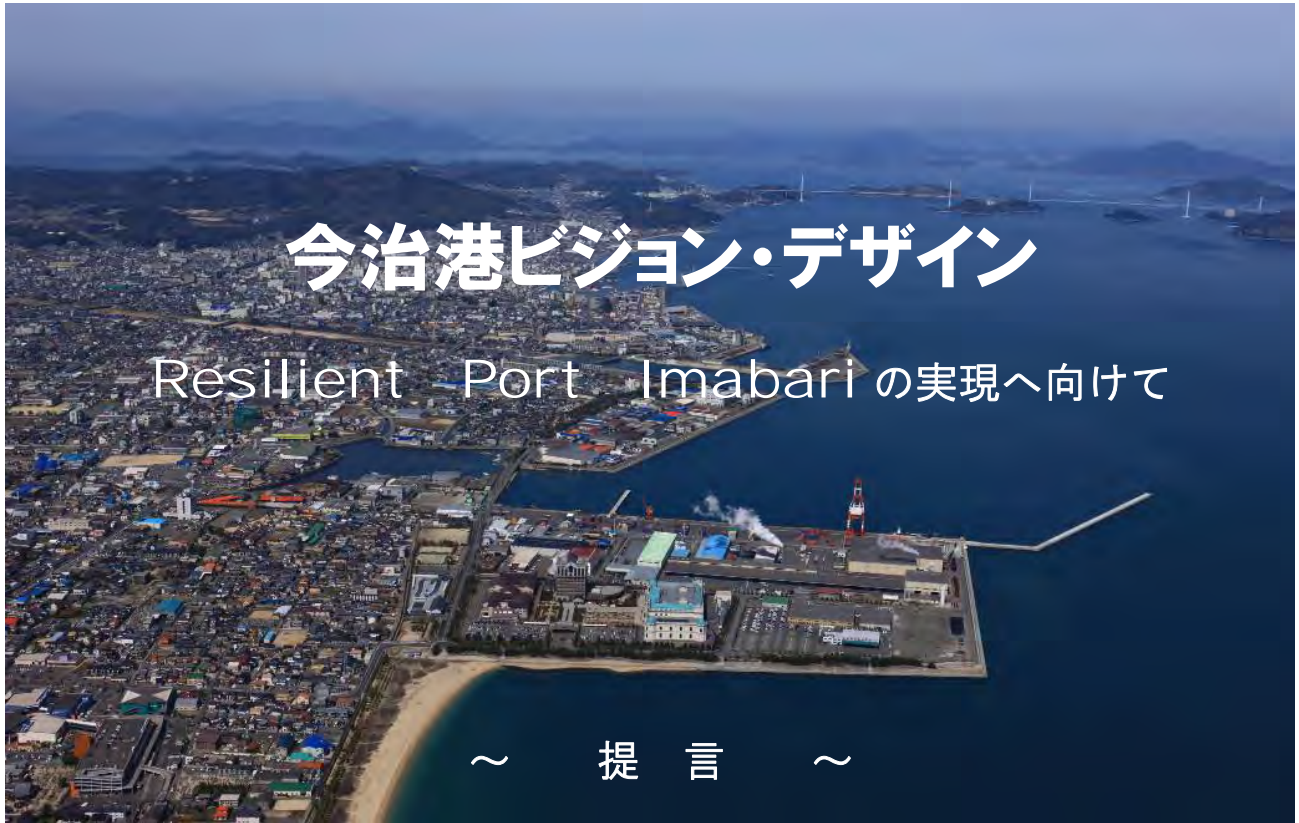 今治港ビジョン・デザイン
Resilient Port Imabari の実現へ向けて
～ 提 言 ～